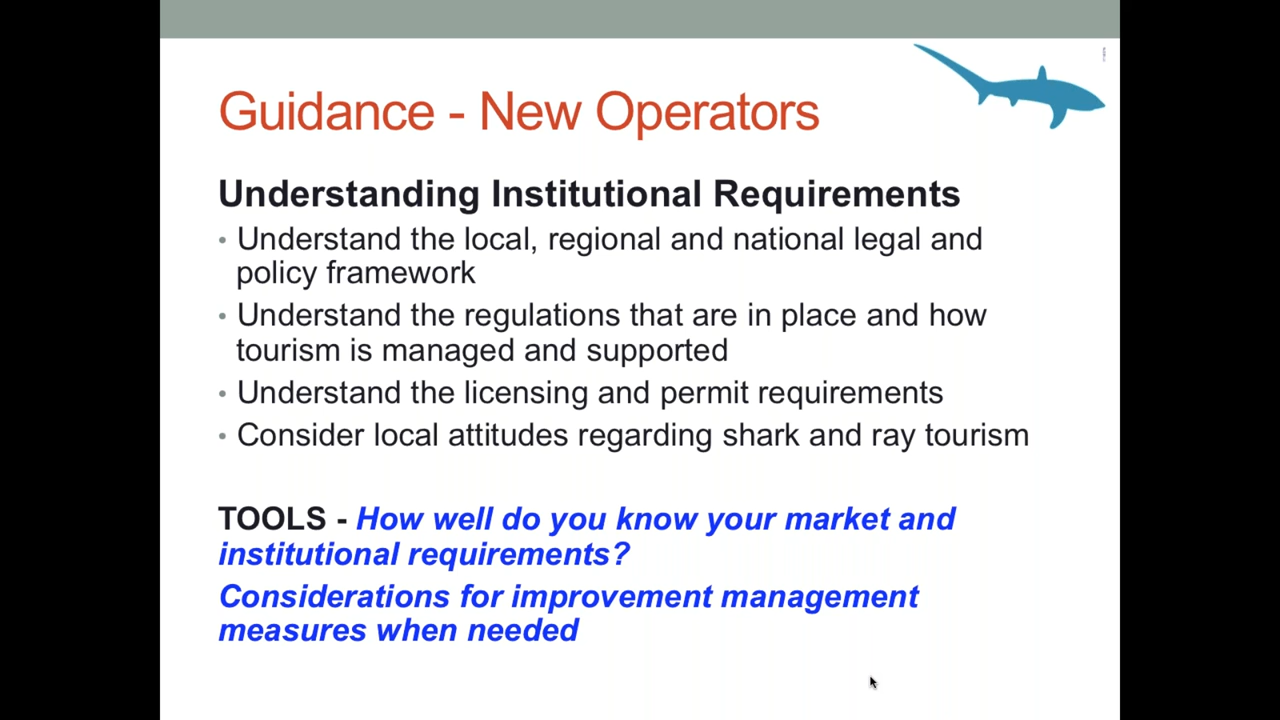 Guidance - New Operators
Understanding Institutional Requirements
• Understand the local, regional and national legal and
policy framework
• Understand the regulations that are in place and how
tourism is managed and supported
• Understand the licensing and permit requirements
• Consider local attitudes regarding shark and ray tourism
TOOLS - How well do you know your market and
institutional requirements?
Considerations for improvement management
measures when needed